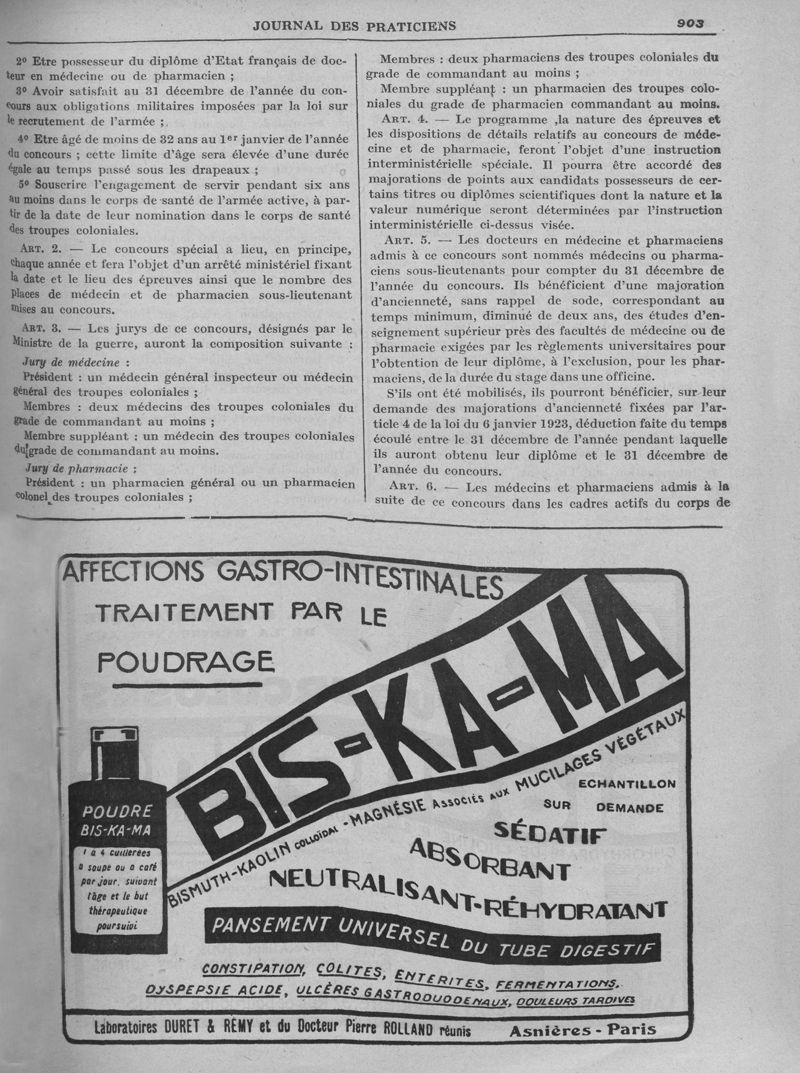 JOURNAL DES PRATICIENS 903
2º Etre possesseur du diplôme d'Etat français de doc-
teur en médecine ou de pharmacien ;
3º Avoir satisfait au 31 décembre de l'année du con-
cours aux obligations militaires imposées par la loi sur
le recrutement de l'armée ;
4º Etre âgé de moins de 32 ans au 1er janvier de l'année
du concours ; cette limite d'âge sera élevée d'une durée
égale au temps passé sous les drapeaux ;
5º Souscrire l'engagement de servir pendant six ans
au moins dans le corps de santé de l'armée active, à par-
tir de la date de leur nomination dans le corps de santé
des troupes coloniales.
ART. 2. — Le concours spécial a lieu, en principe,
chaque année et fera l'objet d'un arrêté ministériel fixant
la date et le lieu des épreuves ainsi que le nombre des
places de médecin et de pharmacien sous-lieutenant
mises au concours.
ART. 3. — Les jurys de ce concours, désignés par le
Ministre de la guerre, auront la composition suivante :
Jury de médecine :
Président : un médecin général inspecteur ou médecin
général des troupes coloniales ;
Membres : deux médecins des troupes coloniales du
grade de commandant au moins ;
Membre suppléant : un médecin des troupes coloniales
du grade de commandant au moins.
Jury de pharmacie :
Président : un pharmacien général ou un pharmacien
colonel des troupes coloniales ;
Membres : deux pharmaciens des troupes coloniales du
grade de commandant au moins ;
Membre suppléant : un pharmacien des troupes colo-
niales du grade de pharmacien commandant au moins.
ART. 4. — Le programme ,la nature des épreuves et
les dispositions de détails relatifs au concours de méde-
cine et de pharmacie, feront l'objet d'une instruction
interministérielle spéciale. Il pourra être accordé des
majorations de points aux candidats possesseurs de cer-
tains titres ou diplômes scientifiques dont la nature et la
valeur numérique seront déterminées par l'instruction
interministérielle ci-dessus visée.
ART. 5. — Les docteurs en médecine et pharmaciens
admis à ce concours sont nommés médecins ou pharma-
ciens sous-lieutenants pour compter du 31 décembre de
l'année du concours. Ils bénéficient d'une majoration
d'ancienneté, sans rappel de sode, correspondant au
temps minimum, diminué de deux ans, des études d'en-
seignement supérieur près des facultés de médecine ou de
pharmacie exigées par les règlements universitaires pour
l'obtention de leur diplôme, à l'exclusion, pour les phar-
maciens, de la durée du stage dans une officine.
S'ils ont été mobilisés, ils pourront bénéficier, sur leur
demande des majorations d'ancienneté fixées par l'ar-
ticle 4 de la loi du 6 janvier 1923, déduction faite du temps
écoulé entre le 31 décembre de l'année pendant laquelle
ils auront obtenu leur diplôme et le 31 décembre de
l'année du concours.
ART. 6. — Les médecins et pharmaciens admis à la
suite de ce concours dans les cadres actifs du corps de
AFFECTIONS GASTRO-INTESTINALES
TRAITEMENT PAR LE
POUDRAGE
BIS-KA-MA
BISMUTH-KAOLIN COLLOÏDAL-MAGNÉSIE ASSOCIÉS AUX MUCILAGES VÉGÉTAUX
ECHANTILLON
SUR DEMANDE
POUDRE
BIS-KA-MA
1 à 4 cuillerées
à soupe ou à café
par jour, suivant
l'âge et le but
thérapeutique
poursuivi
SÉDATIF
ABSORBANT
NEUTRALISANT-RÉHYDRATANT
PANSEMENT UNIVERSEL DU TUBE DIGESTIF
CONSTIPATION, COLITES, ENTERITES, FERMENTATIONS,
DYSPEPSIE ACIDE, ULCÈRES GASTRODUODENAUX, DOULEURS TARDIVES
Laboratoires DURET & RÉMY et du Docteur Pierre ROLLAND réunis Asnières - Paris